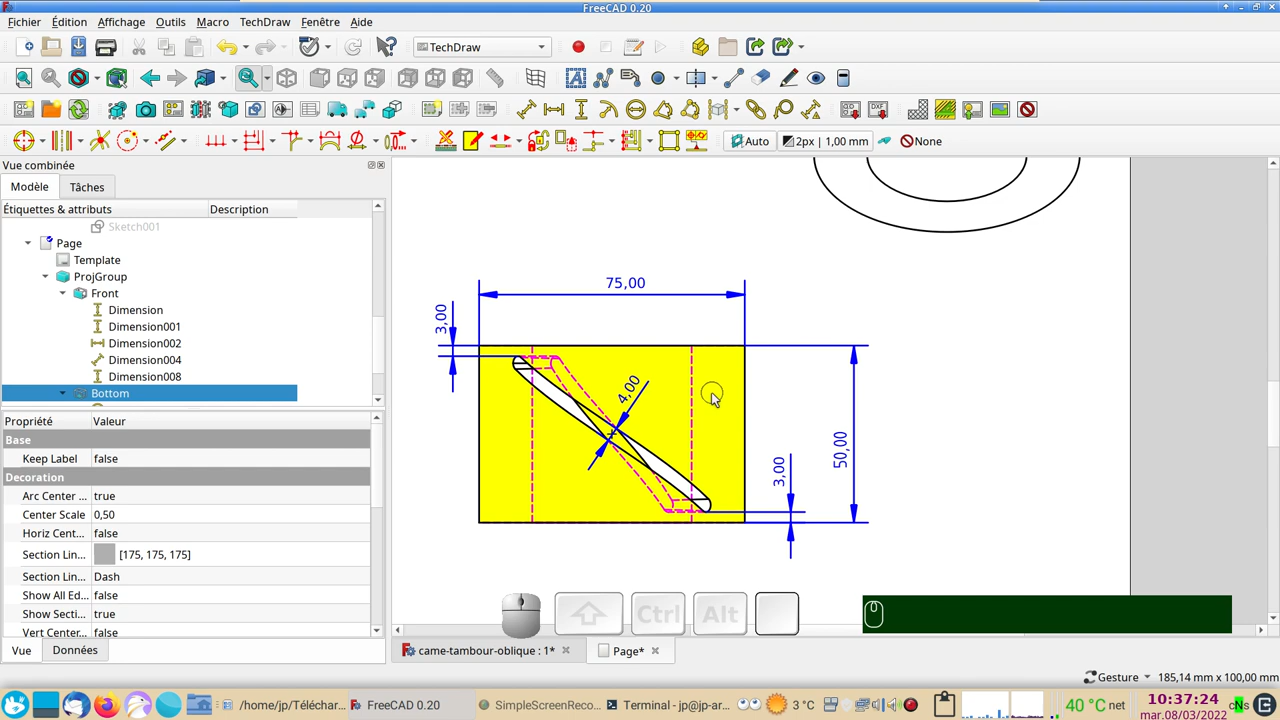 FreeCAD 0.20
Fichier Édition Affichage Outils Macro TechDraw Fenêtre Aide
TechDraw
Auto 2px | 1,00 mm None
Vue combinée
Modèle Tâches
Étiquettes & attributs Description
Sketch001
Page
Template
ProjGroup
Front
Dimension
Dimension001
Dimension002
Dimension004
Dimension008
Bottom
Propriété Valeur
Base
Keep Label false
Decoration
Arc Center ... true
Center Scale 0,50
Horiz Cent... false
Section Lin... [175, 175, 175]
Section Lin... Dash
Show All Ed... false
Show Secti... true
Vert Center... false
Vue Données
75,00
3,00
4,00
50,00
3,00
Ctrl Alt
came-tambour-oblique : 1* Page*
Gesture 185,14 mm x 100,00 mm
/home/jp/Téléchar... FreeCAD 0.20 SimpleScreenReco... Terminal - jp@jp-ar... 3°C 40 °C net 10:37:24 cNs
mar.08/03/2022